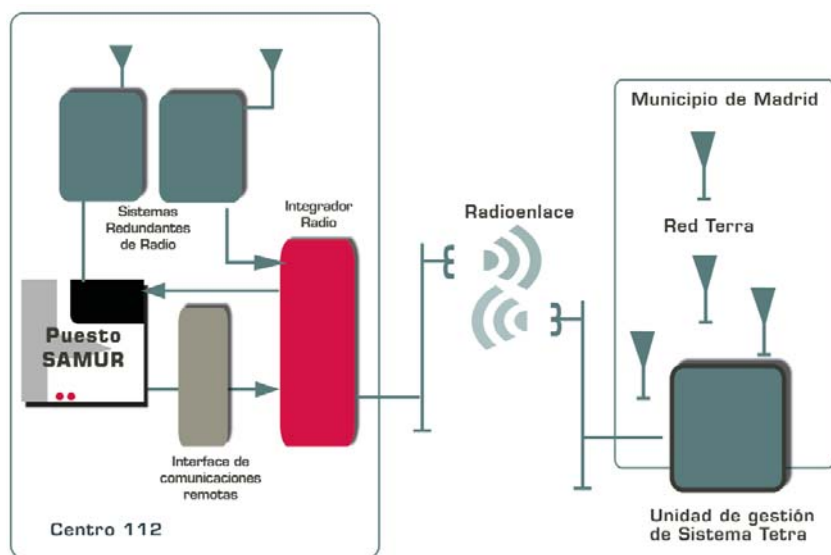 Sistemas
Redundantes
de Radio
Integrador
Radio
Puesto
SAMUR
Interface de
comunicaciones
remotas
Centro 112
Radioenlace
Municipio de Madrid
Red Terra
Unidad de gestión
de Sistema Tetra